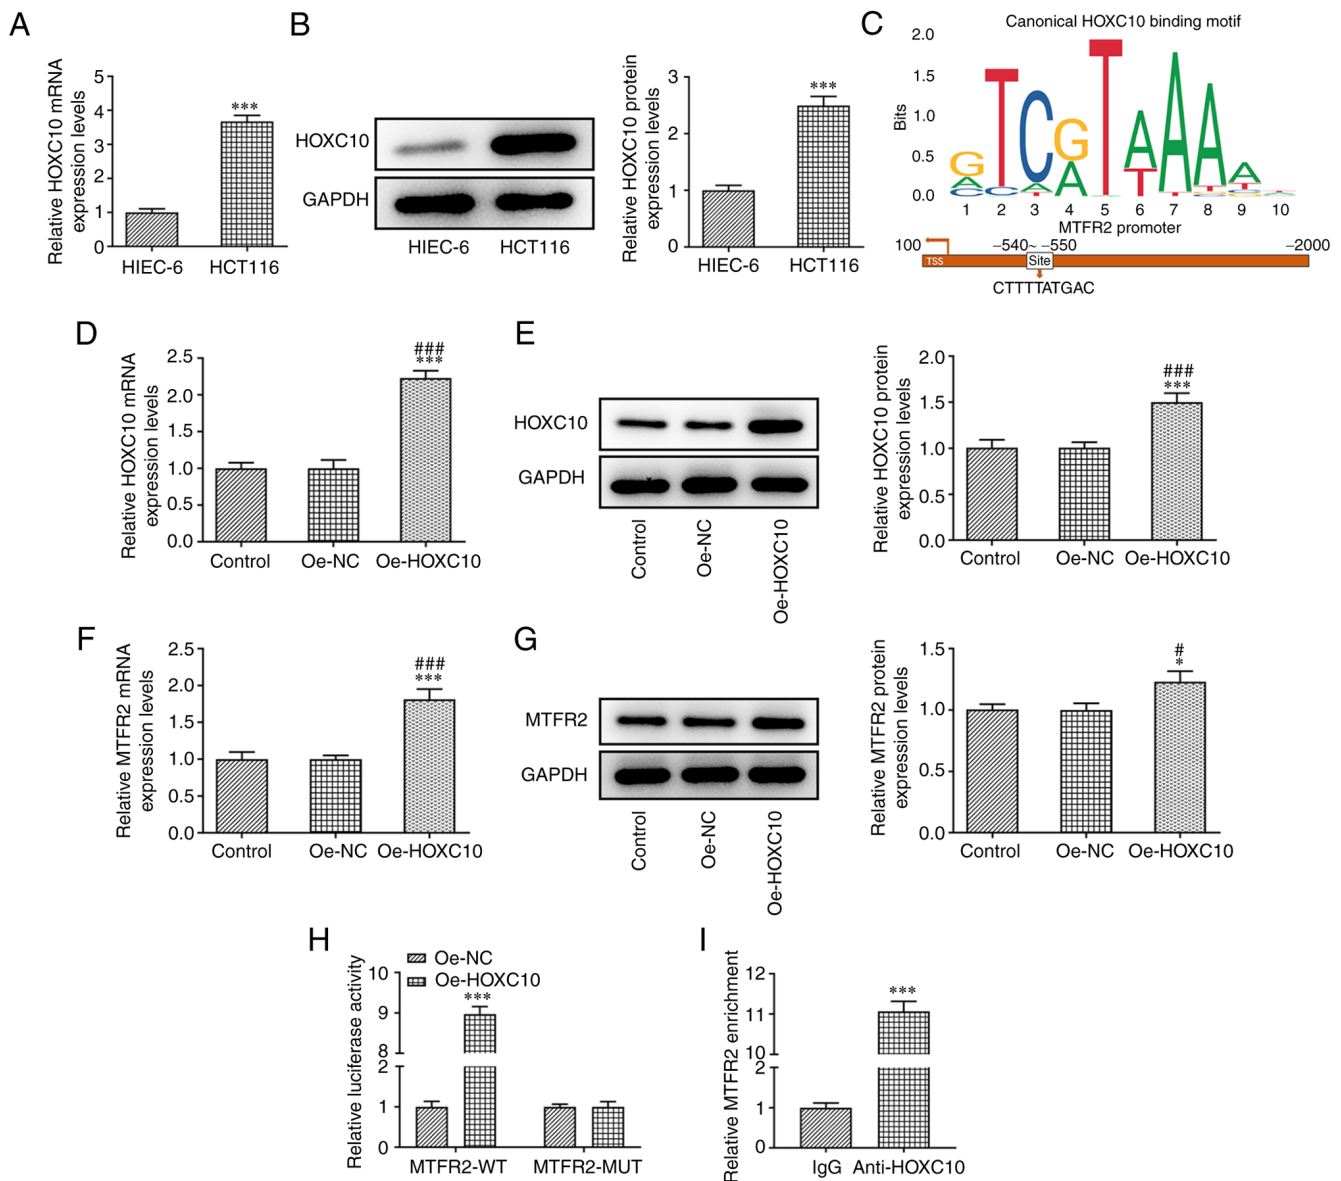 A
Relative HOXC10 mRNA
expression levels
5
4
3
2
1
0
***
HIEC-6
HCT116
B
HOXC10
GAPDH
HIEC-6
HCT116
Relative HOXC10 protein
expression levels
3
2
1
0
***
HIEC-6
HCT116
C
Canonical HOXC10 binding motif
Bits
2.0
1.5
1.0
0.5
0.0
GAC
TC
CAT
GA
T
AT
AT
AT
A
1 2 3 4 5 6 7 8 9 10
MTFR2 promoter
100
−540~ −550
−2000
TSS
Site
CTTTTATGAC
D
Relative HOXC10 mRNA
expression levels
2.5
2.0
1.5
1.0
0.5
0.0
###
***
Control
Oe-NC
Oe-HOXC10
E
HOXC10
GAPDH
Control
Oe-NC
Oe-HOXC10
Relative HOXC10 protein
expression levels
2.0
1.5
1.0
0.5
0.0
###
***
Control
Oe-NC
Oe-HOXC10
F
Relative MTFR2 mRNA
expression levels
2.5
2.0
1.5
1.0
0.5
0.0
###
***
Control
Oe-NC
Oe-HOXC10
G
MTFR2
GAPDH
Control
Oe-NC
Oe-HOXC10
Relative MTFR2 protein
expression levels
1.5
1.0
0.5
0.0
#
*
Control
Oe-NC
Oe-HOXC10
H
Oe-NC
Oe-HOXC10
Relative luciferase activity
10
9
8
2
1
0
***
MTFR2-WT
MTFR2-MUT
I
Relative MTFR2 enrichment
12
11
10
2
1
0
***
IgG
Anti-HOXC10